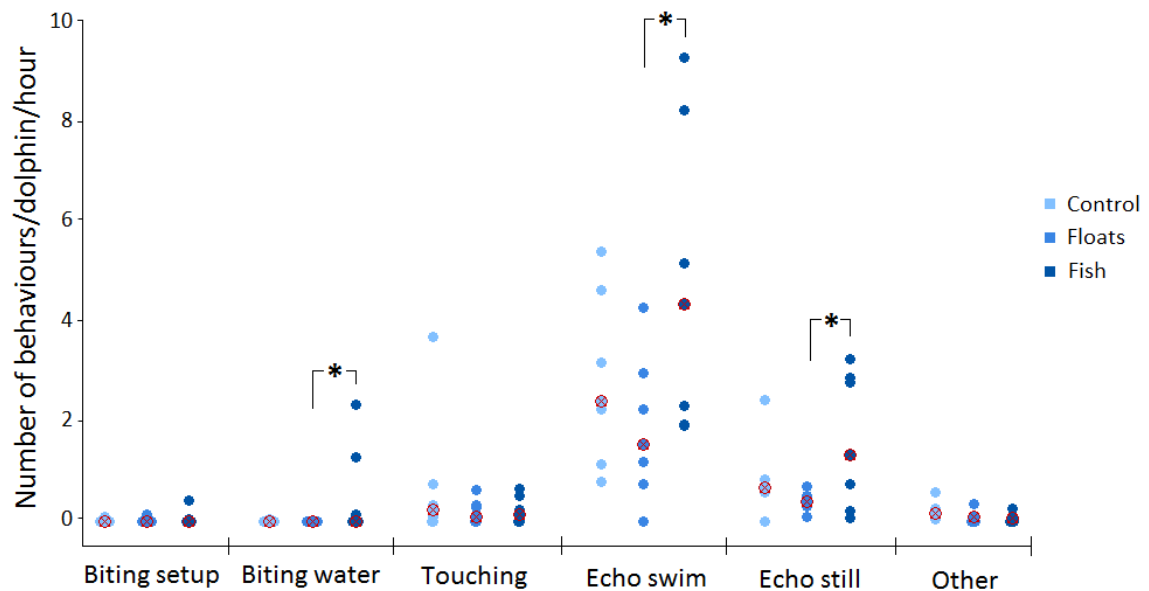 Number of behaviours/dolphin/hour
10
8
6
4
2
0
*
*
*
Control
Floats
Fish
Biting setup
Biting water
Touching
Echo swim
Echo still
Other